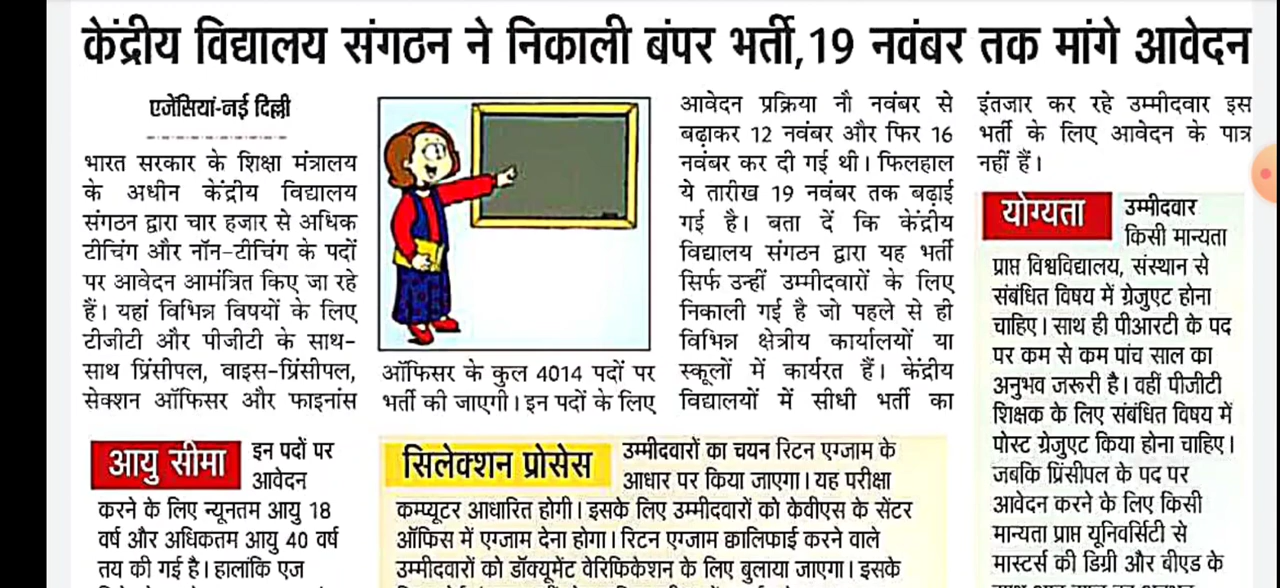 केंद्रीय विद्यालय संगठन ने निकाली बंपर भर्ती,19 नवंबर तक मांगे आवेदन
एजेंसियां-नई दिल्ली
भारत सरकार के शिक्षा मंत्रालय
के अधीन केंद्रीय विद्यालय
संगठन द्वारा चार हजार से अधिक
टीचिंग और नॉन-टीचिंग के पदों
पर आवेदन आमंत्रित किए जा रहे
हैं। यहां विभिन्न विषयों के लिए
टीजीटी और पीजीटी के साथ-
साथ प्रिंसीपल, वाइस-प्रिंसीपल,
सेक्शन ऑफिसर और फाइनांस
ऑफिसर के कुल 4014 पदों पर
भर्ती की जाएगी। इन पदों के लिए
आवेदन प्रक्रिया नौ नवंबर से
बढ़ाकर 12 नवंबर और फिर 16
नवंबर कर दी गई थी। फिलहाल
ये तारीख 19 नवंबर तक बढ़ाई
गई है। बता दें कि केंद्रीय
विद्यालय संगठन द्वारा यह भर्ती
सिर्फ उन्हीं उम्मीदवारों के लिए
निकाली गई है जो पहले से ही
विभिन्न क्षेत्रीय कार्यालयों या
स्कूलों में कार्यरत हैं। केंद्रीय
विद्यालयों में सीधी भर्ती का
इंतजार कर रहे उम्मीदवार इस
भर्ती के लिए आवेदन के पात्र
नहीं हैं।
योग्यता उम्मीदवार
किसी मान्यता
प्राप्त विश्वविद्यालय, संस्थान से
संबंधित विषय में ग्रेजुएट होना
चाहिए। साथ ही पीआरटी के पद
पर कम से कम पांच साल का
अनुभव जरूरी है। वहीं पीजीटी
शिक्षक के लिए संबंधित विषय में
पोस्ट ग्रेजुएट किया होना चाहिए।
जबकि प्रिंसीपल के पद पर
आवेदन करने के लिए किसी
मान्यता प्राप्त यूनिवर्सिटी से
मास्टर्स की डिग्री और बीएड के
आयु सीमा इन पदों पर
आवेदन
करने के लिए न्यूनतम आयु 18
वर्ष और अधिकतम आयु 40 वर्ष
तय की गई है। हालांकि एज
सिलेक्शन प्रोसेस उम्मीदवारों का चयन रिटन एग्जाम के
आधार पर किया जाएगा। यह परीक्षा
कम्प्यूटर आधारित होगी। इसके लिए उम्मीदवारों को केवीएस के सेंटर
ऑफिस में एग्जाम देना होगा। रिटन एग्जाम क्वालिफाई करने वाले
उम्मीदवारों को डॉक्यूमेंट वेरिफिकेशन के लिए बुलाया जाएगा। इसके